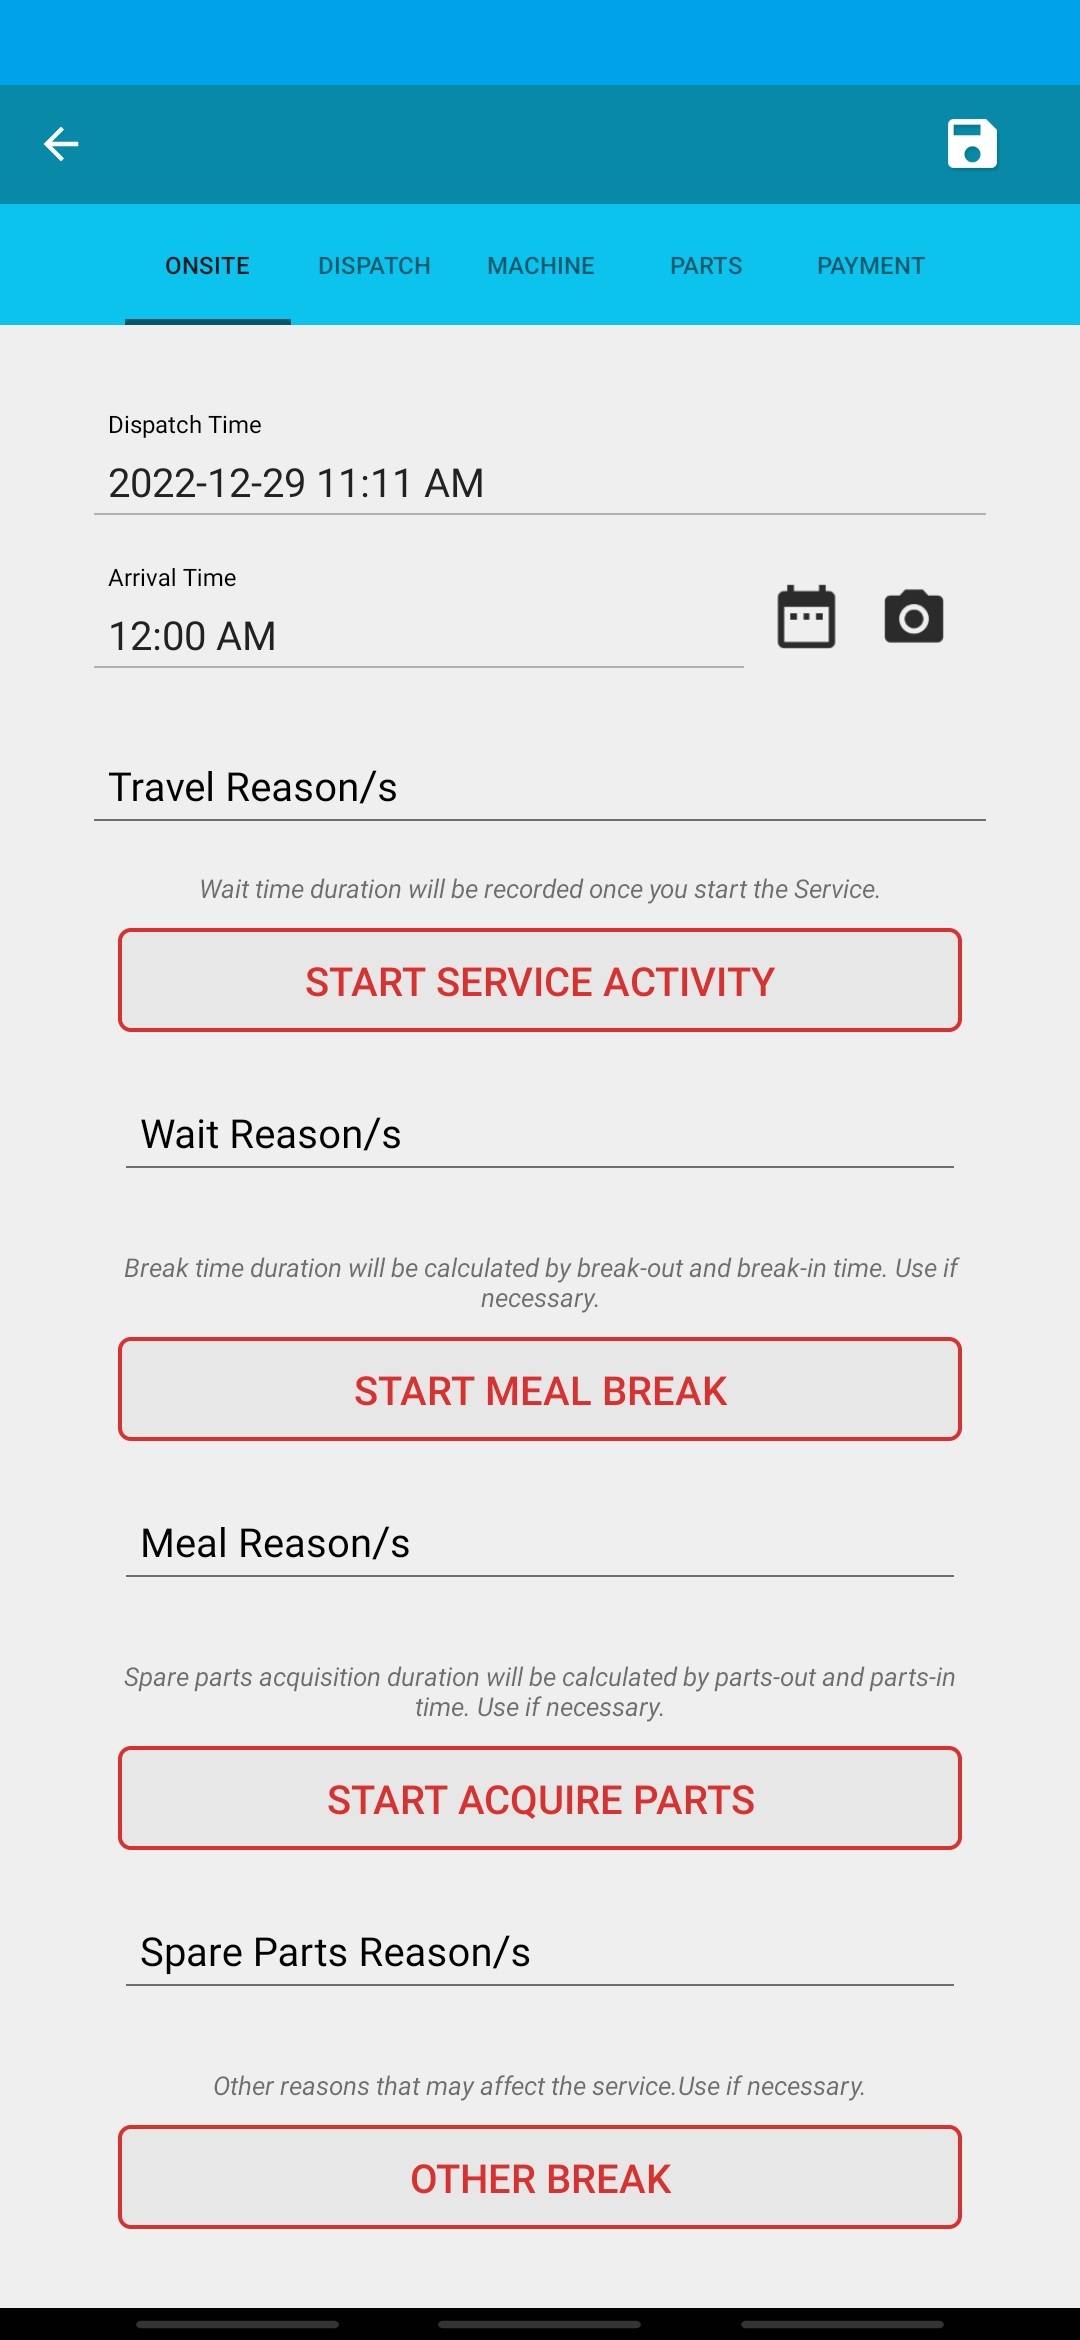 ONSITE DISPATCH MACHINE PARTS PAYMENT
Dispatch Time
2022-12-29 11:11 AM
Arrival Time
12:00 AM
Travel Reason/s
Wait time duration will be recorded once you start the Service.
START SERVICE ACTIVITY
Wait Reason/s
Break time duration will be calculated by break-out and break-in time. Use if
necessary.
START MEAL BREAK
Meal Reason/s
Spare parts acquisition duration will be calculated by parts-out and parts-in
time. Use if necessary.
START ACQUIRE PARTS
Spare Parts Reason/s
Other reasons that may affect the service.Use if necessary.
OTHER BREAK